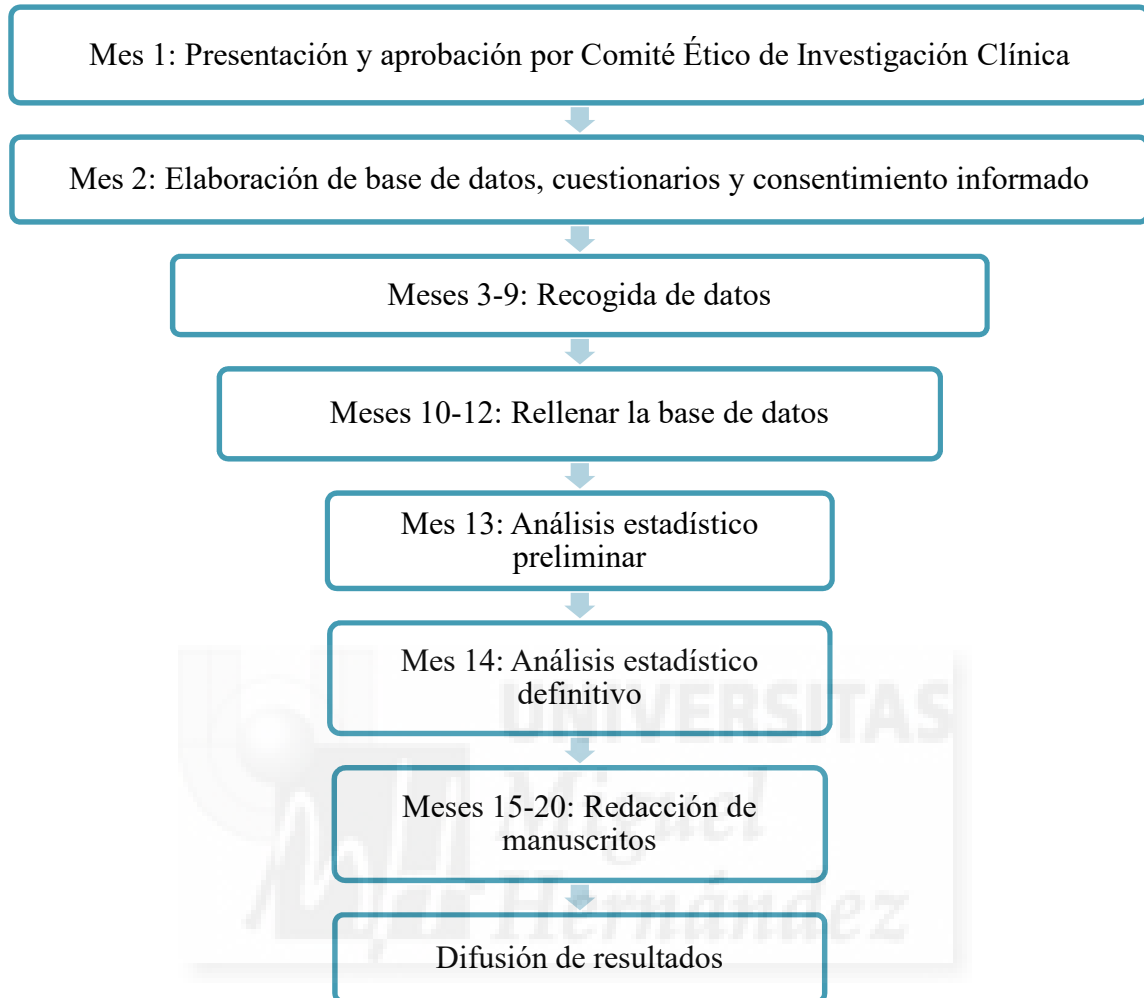 Mes 1: Presentación y aprobación por Comité Ético de Investigación Clínica
Mes 2: Elaboración de base de datos, cuestionarios y consentimiento informado
Meses 3-9: Recogida de datos
Meses 10-12: Rellenar la base de datos
Mes 13: Análisis estadístico
preliminar
Mes 14: Análisis estadístico
definitivo
UNIVERSITAS
Meses 15-20: Redacción de
manuscritos
Miguel
Hernández
Difusión de resultados